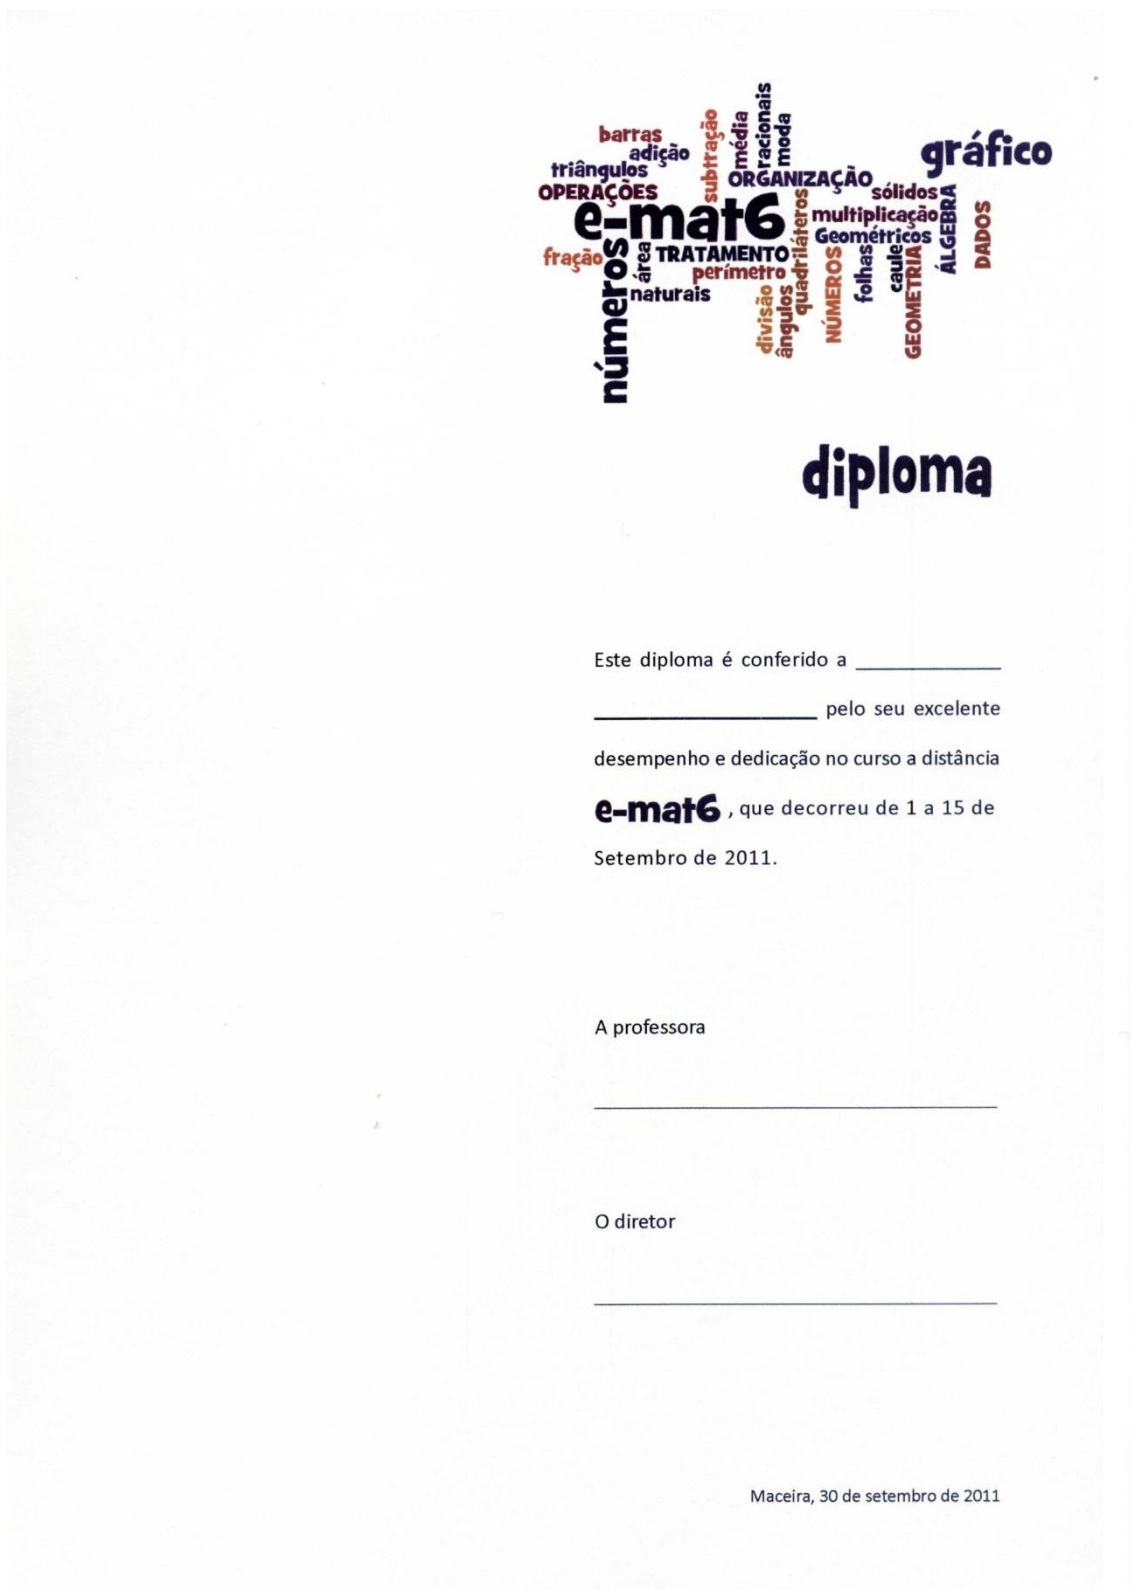 barras
adição
triângulos
OPERAÇÕES
subtração
média
racionais
moda
ORGANIZAÇÃO
gráfico
sólidos
e-mat6
quadriláteros
multiplicação
Geométricos
ÁLGEBRA
DADOS
fração
números
área
TRATAMENTO
perímetro
naturais
divisão
ângulos
NÚMEROS
folhas
caule
GEOMETRIA
diploma
Este diploma é conferido a ______________
______________________ pelo seu excelente
desempenho e dedicação no curso a distância
e-mat6 , que decorreu de 1 a 15 de
Setembro de 2011.
A professora
O diretor
Maceira, 30 de setembro de 2011